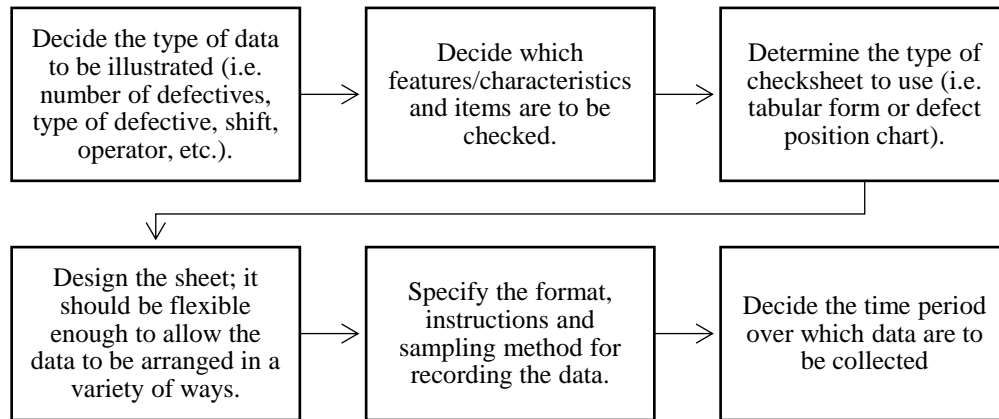 Decide the type of data
to be illustrated (i.e.
number of defectives,
type of defective, shift,
operator, etc.).
Decide which
features/characteristics
and items are to be
checked.
Determine the type of
checksheet to use (i.e.
tabular form or defect
position chart).
Design the sheet; it
should be flexible
enough to allow the
data to be arranged in a
variety of ways.
Specify the format,
instructions and
sampling method for
recording the data.
Decide the time period
over which data are to
be collected